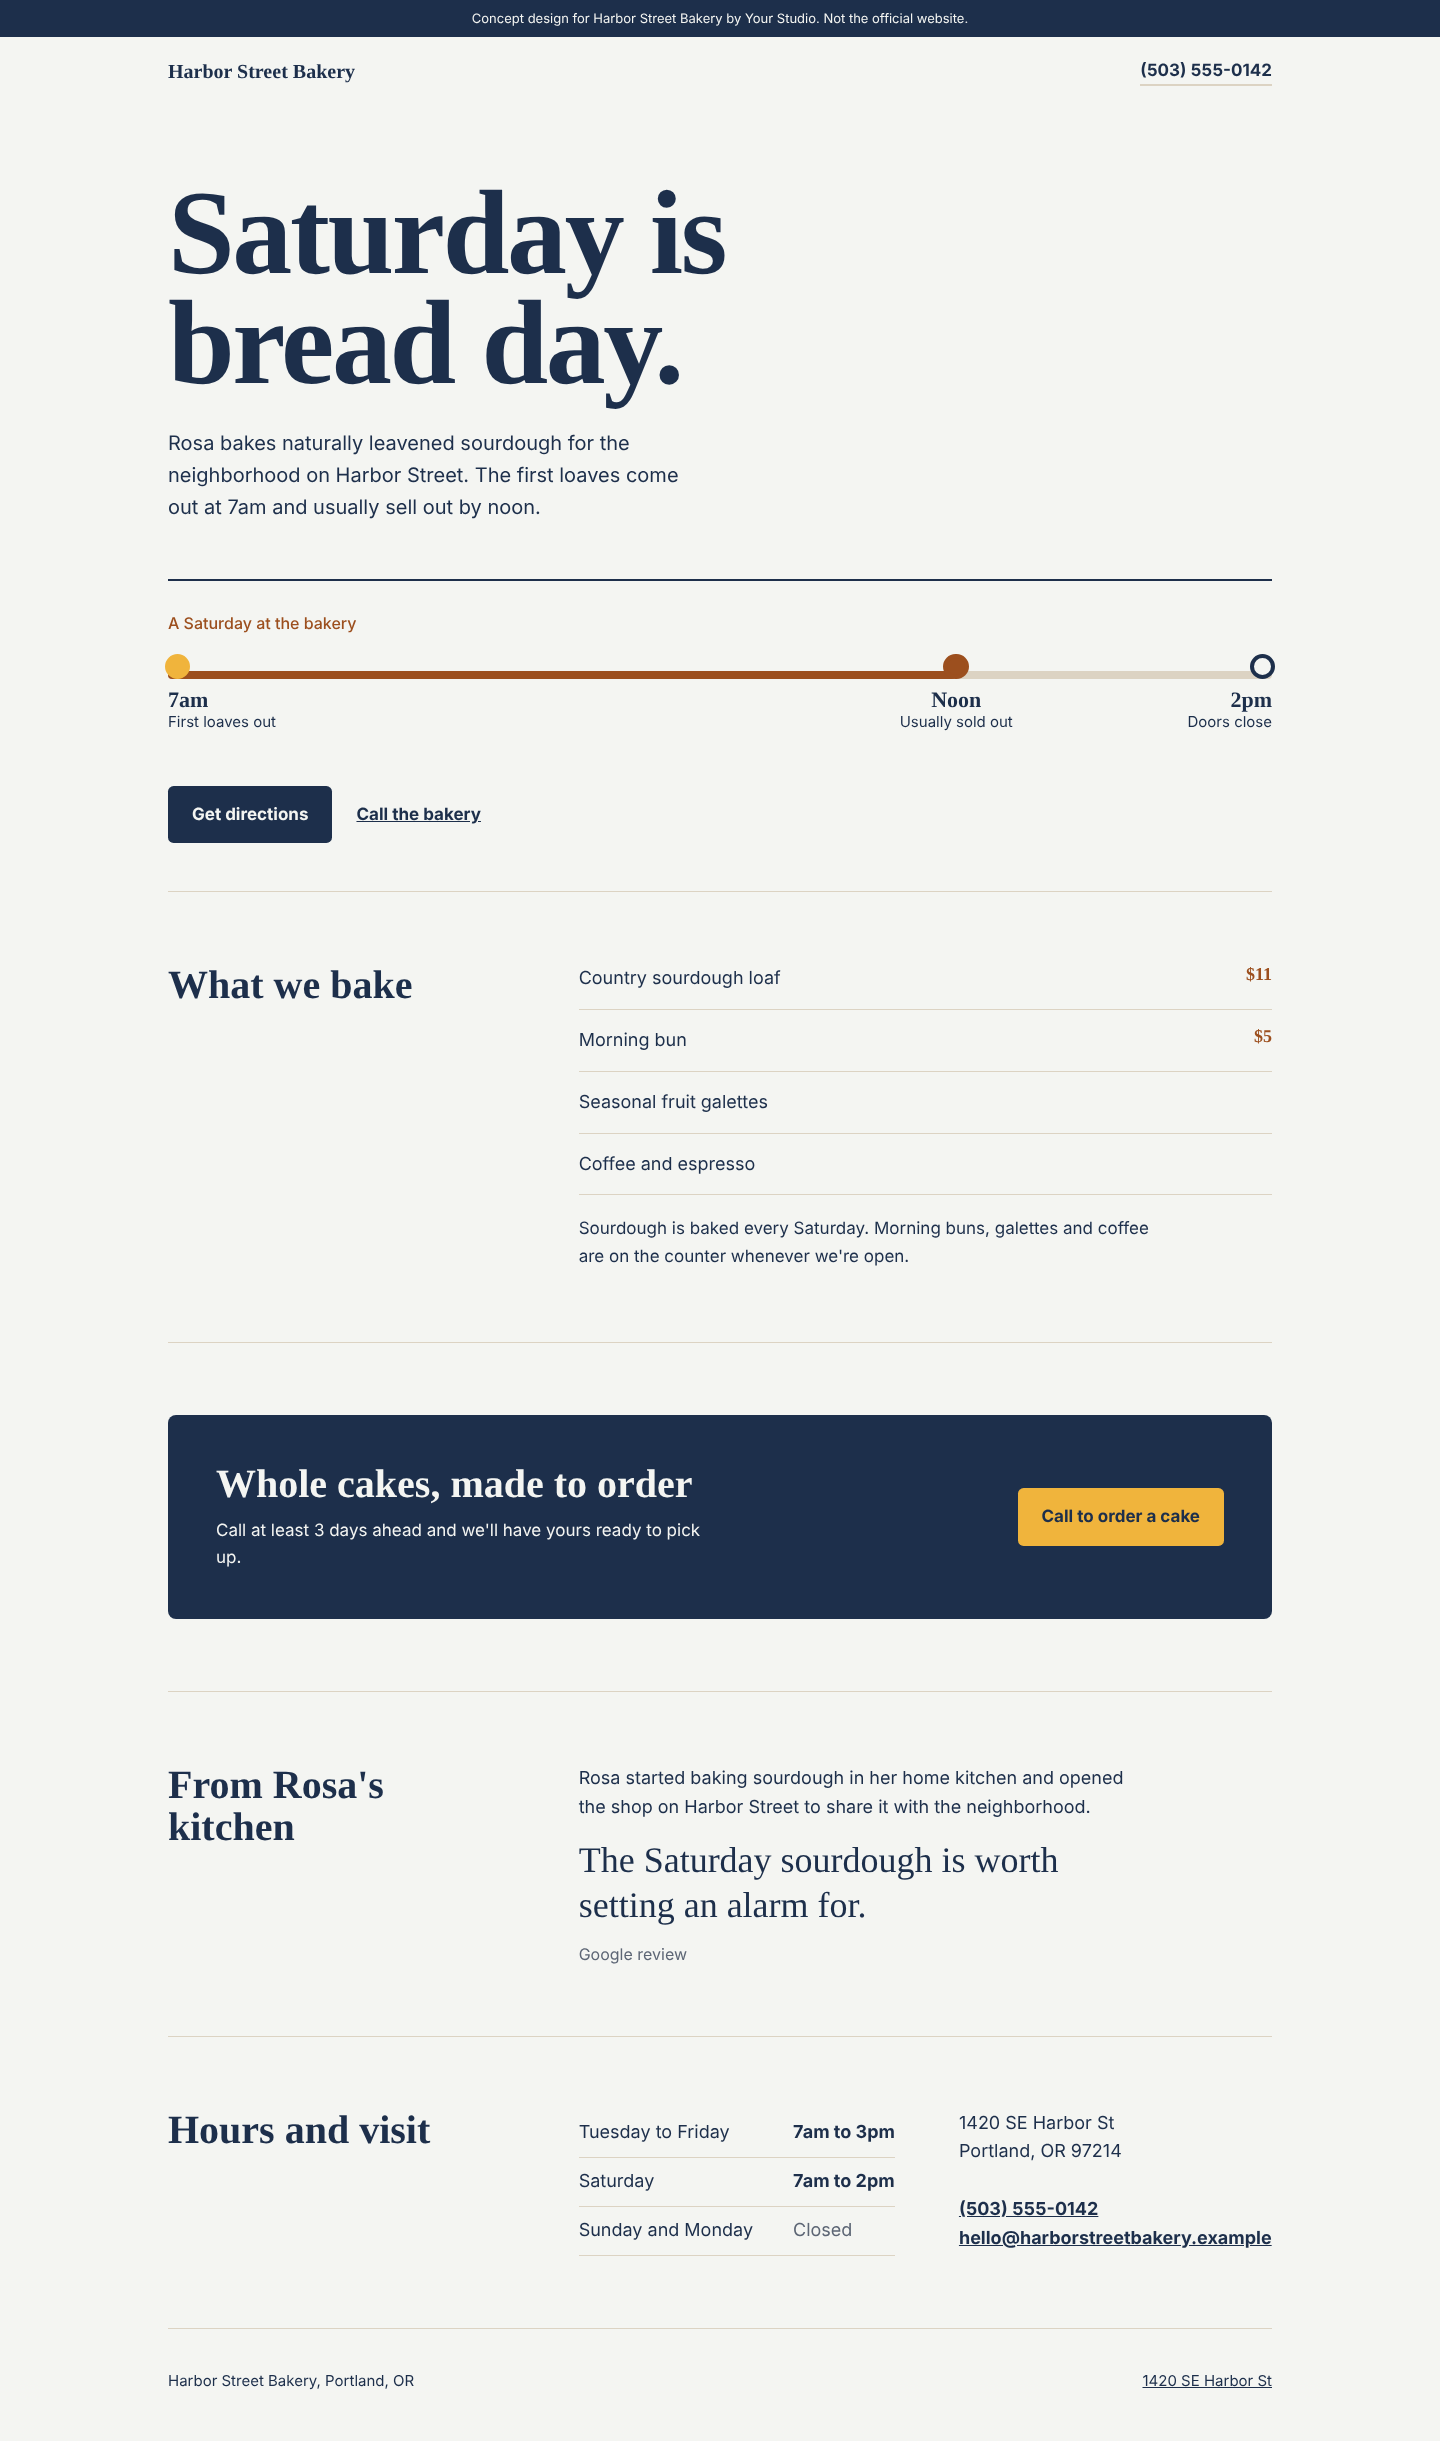 Concept design for Harbor Street Bakery by Your Studio. Not the official website.
Harbor Street Bakery
(503) 555-0142
Saturday is
bread day.
Rosa bakes naturally leavened sourdough for the
neighborhood on Harbor Street. The first loaves come
out at 7am and usually sell out by noon.
A Saturday at the bakery
7am
First loaves out
Noon
Usually sold out
2pm
Doors close
Get directions
Call the bakery
What we bake
Country sourdough loaf
$11
Morning bun
$5
Seasonal fruit galettes
Coffee and espresso
Sourdough is baked every Saturday. Morning buns, galettes and coffee
are on the counter whenever we're open.
Whole cakes, made to order
Call at least 3 days ahead and we'll have yours ready to pick
up.
Call to order a cake
From Rosa's
kitchen
Rosa started baking sourdough in her home kitchen and opened
the shop on Harbor Street to share it with the neighborhood.
The Saturday sourdough is worth
setting an alarm for.
Google review
Hours and visit
Tuesday to Friday
7am to 3pm
Saturday
7am to 2pm
Sunday and Monday
Closed
1420 SE Harbor St
Portland, OR 97214
(503) 555-0142
hello@harborstreetbakery.example
Harbor Street Bakery, Portland, OR
1420 SE Harbor St